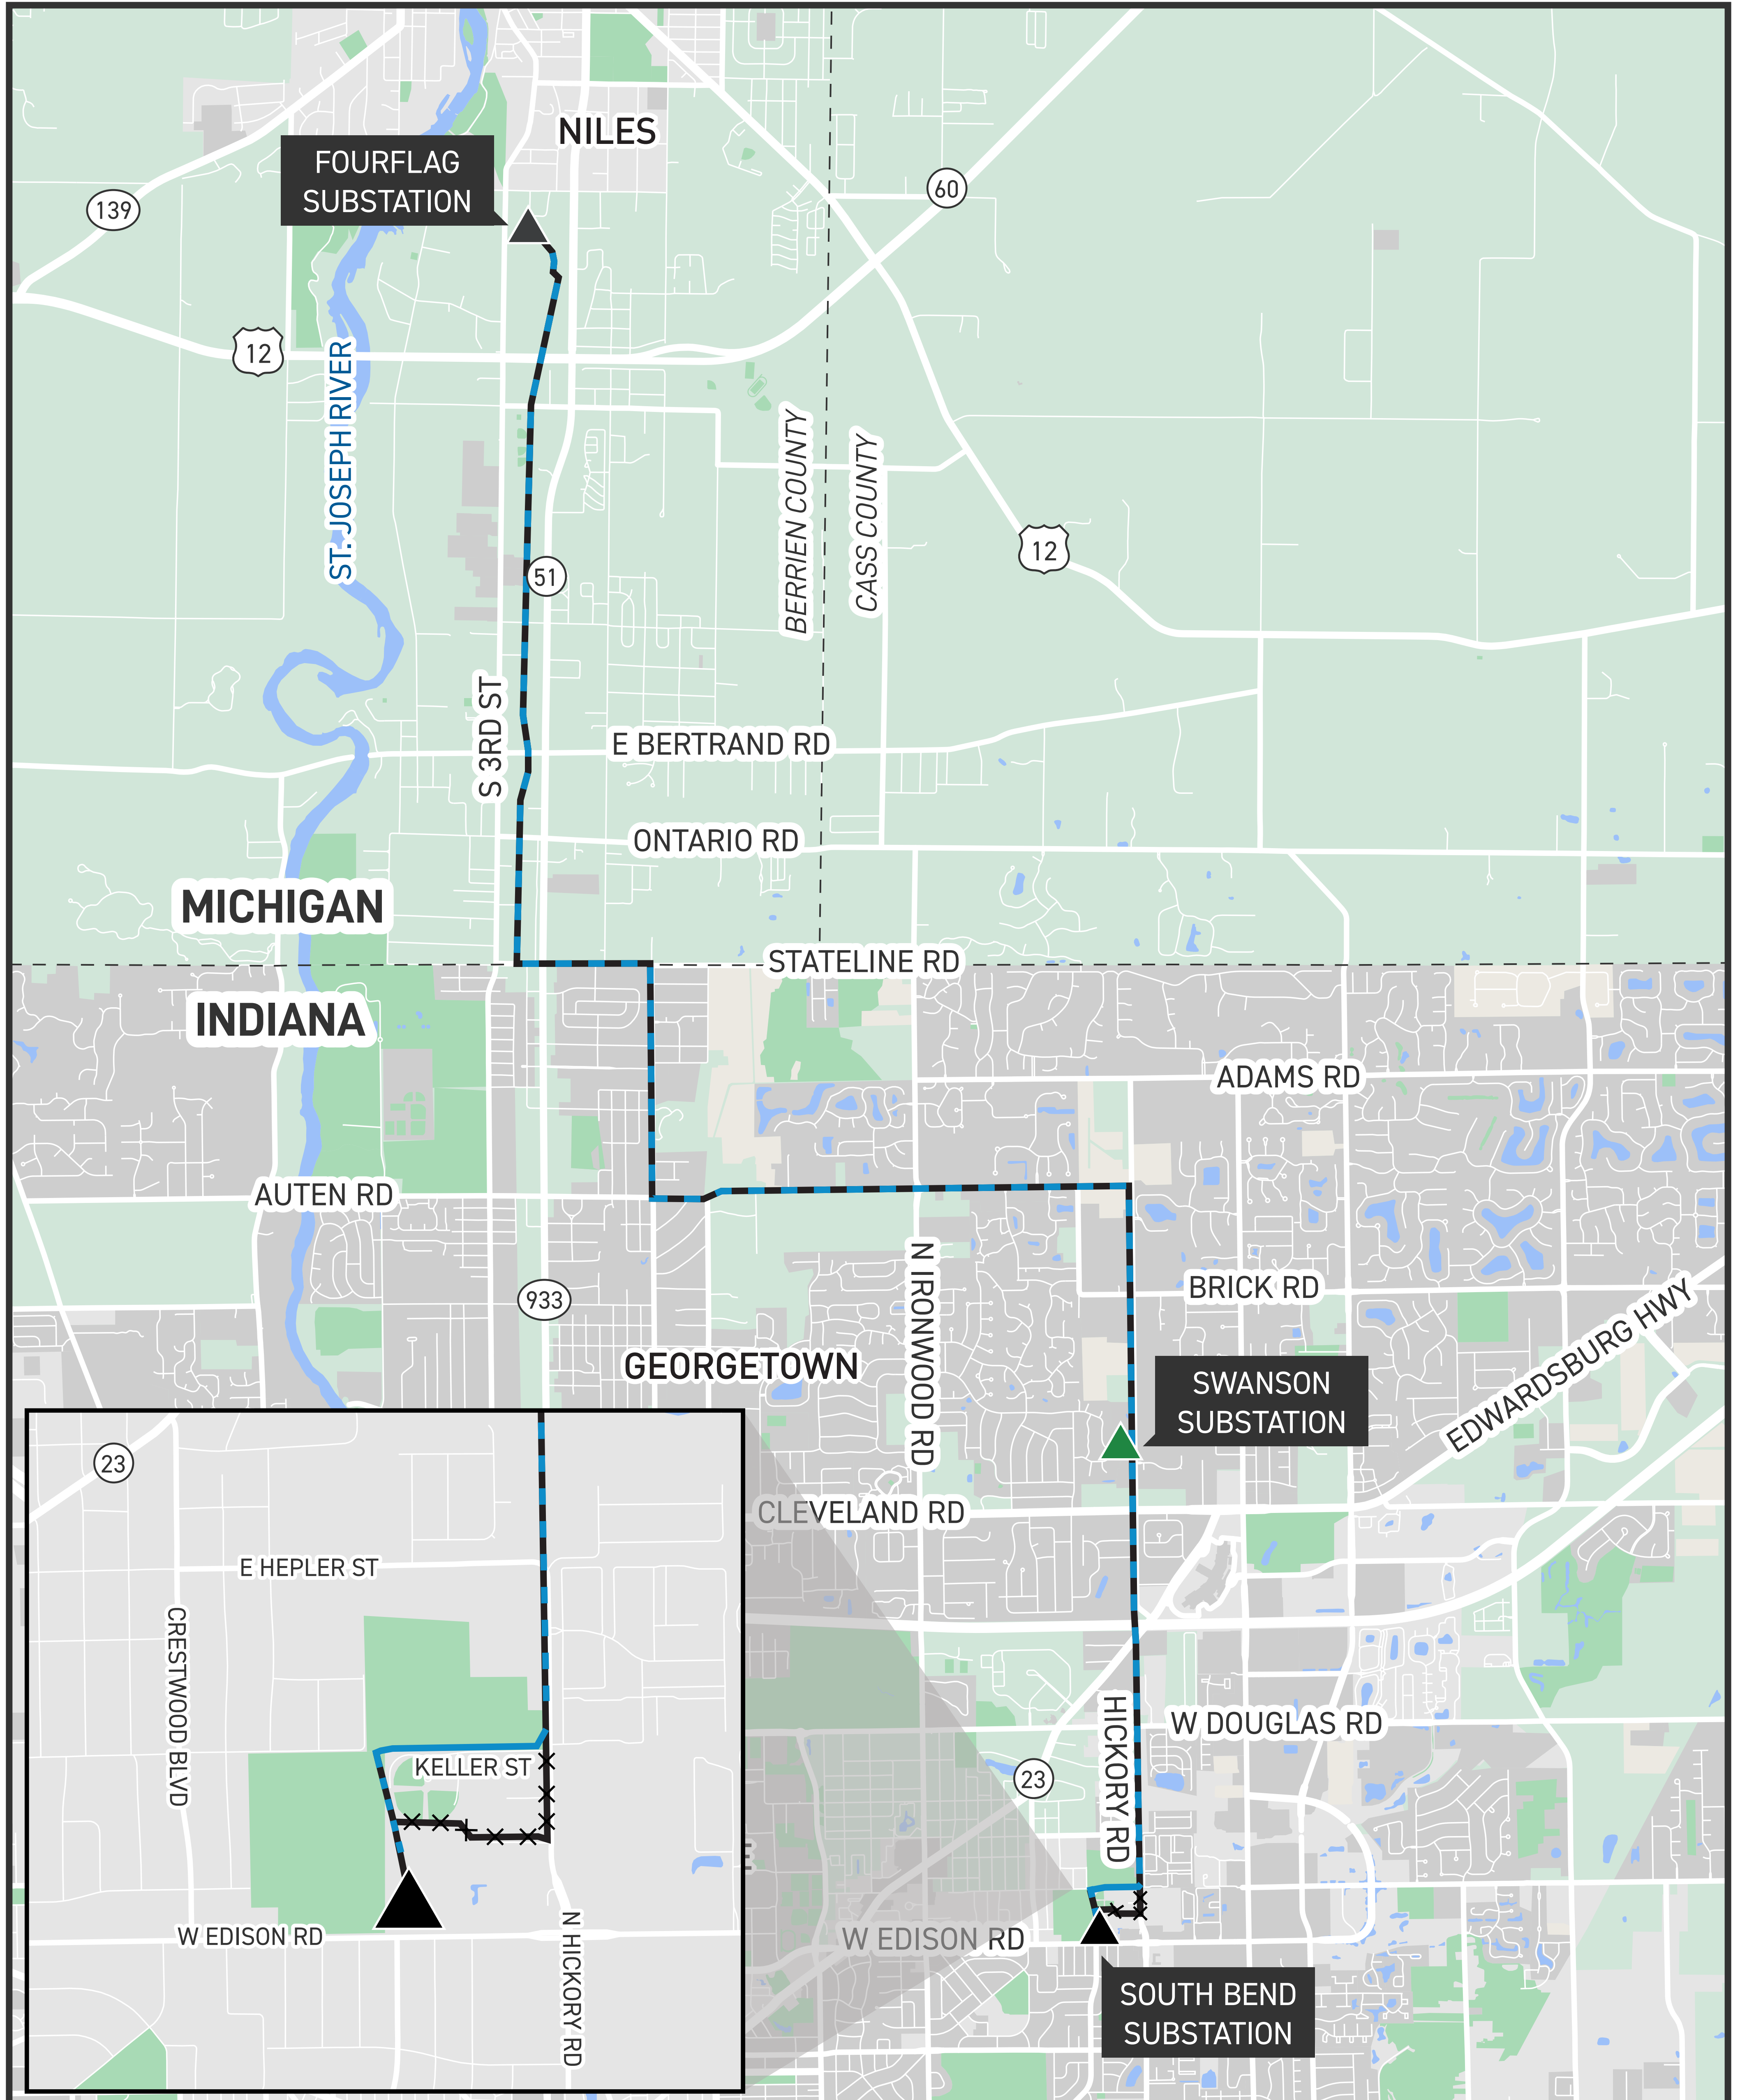 NILES
FOURFLAG
SUBSTATION
139
60
12
ST. JOSEPH RIVER
BERRIEN COUNTY
CASS COUNTY
12
51
S 3RD ST
E BERTRAND RD
ONTARIO RD
MICHIGAN
STATELINE RD
INDIANA
ADAMS RD
AUTEN RD
N IRONWOOD RD
BRICK RD
933
EDWARDSBURG HWY
GEORGETOWN
SWANSON
SUBSTATION
CLEVELAND RD
23
E HEPLER ST
CRESTWOOD BLVD
KELLER ST
W EDISON RD
N HICKORY RD
HICKORY RD
W DOUGLAS RD
23
W EDISON RD
SOUTH BEND
SUBSTATION